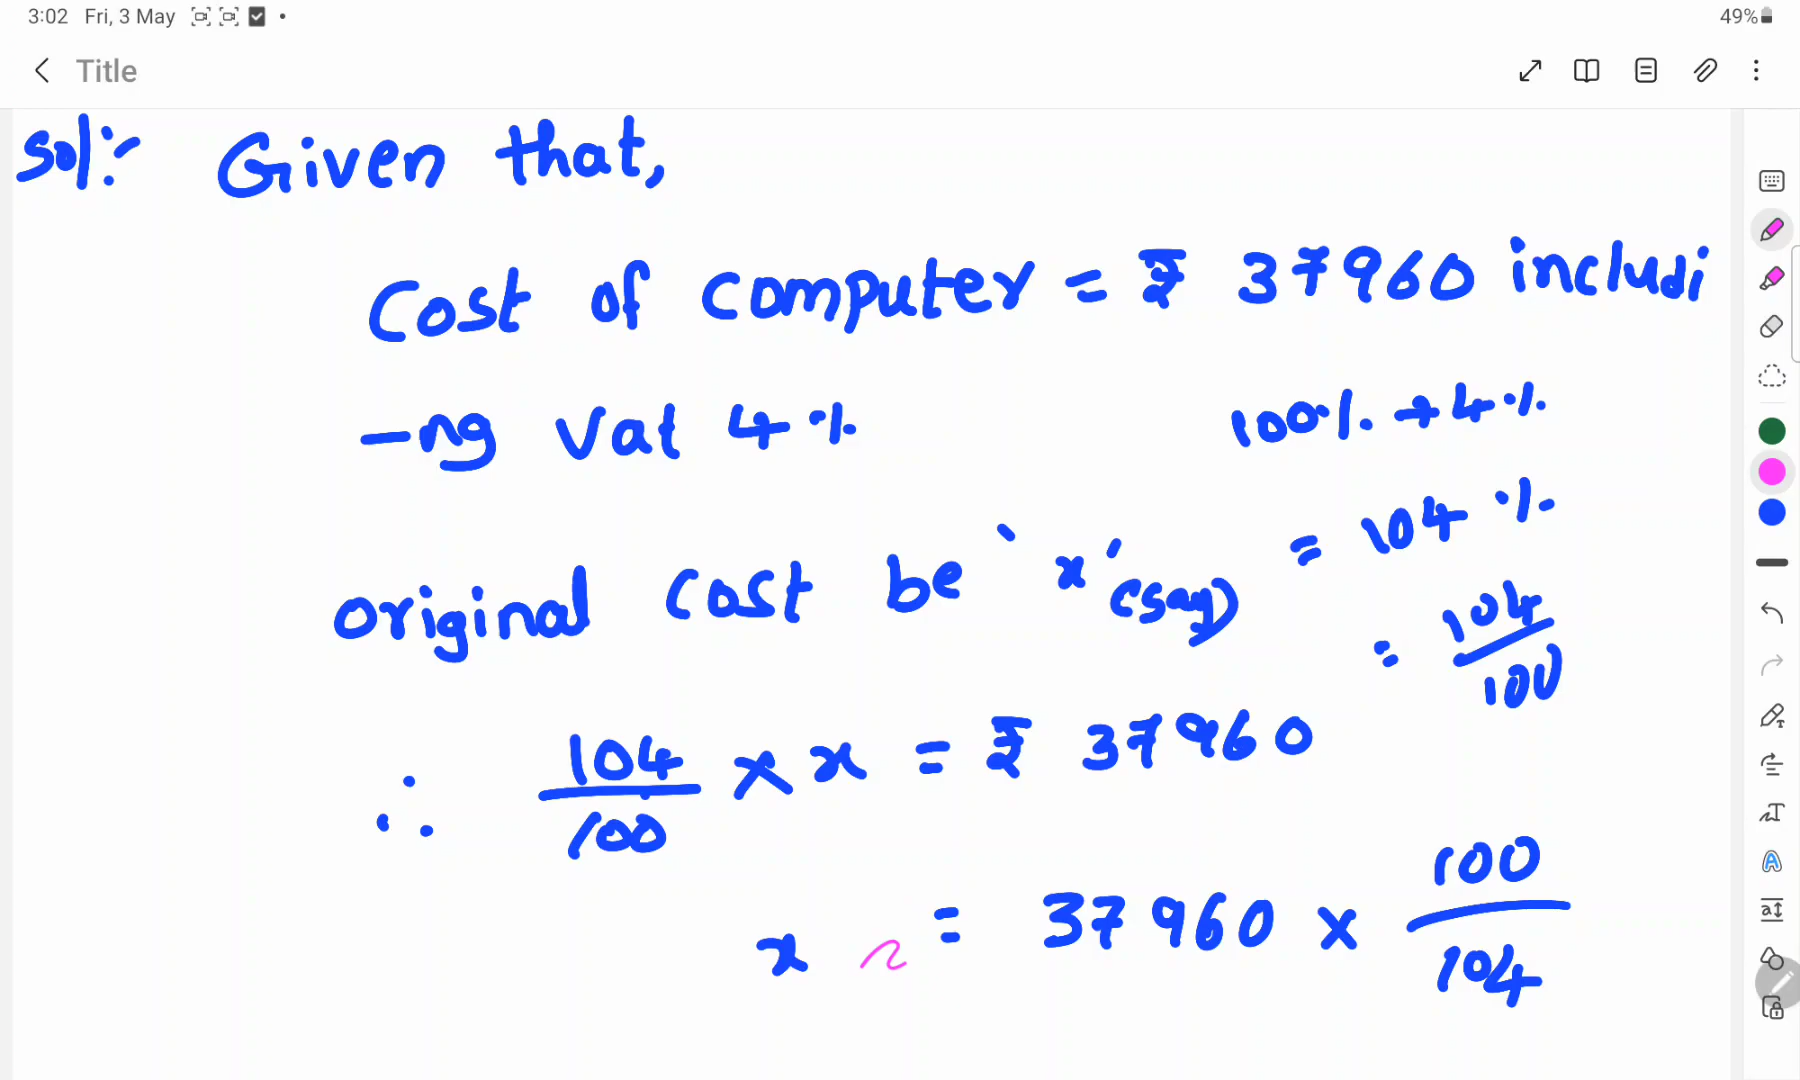 3:02 Fri, 3 May
49%
Title
Sol:-
Given that,
Cost of computer = ₹ 37960 includi
-ng Vat 4%
100% + 4%
= 104%
original cost be 'x' (say)
= 104/100
∴ 104/100 × x = ₹ 37960
x = 37960 × 100/104